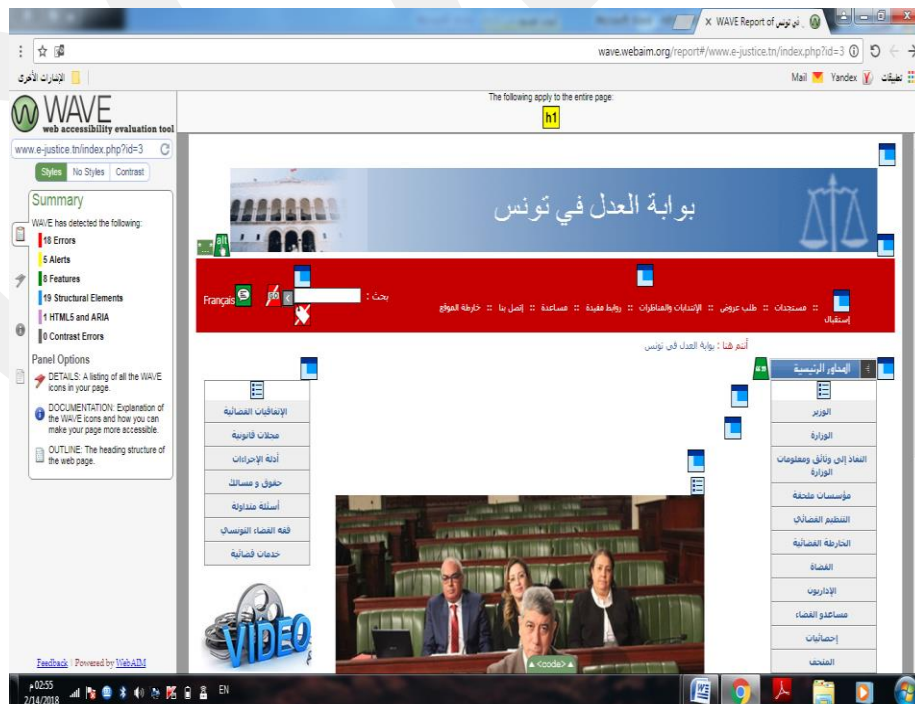 WAVE Report of في تونس
wave.webaim.org/report#/www.e-justice.tn/index.php?id=3
الإشارات الأخرى
Mail
Yandex
تطبيقات
WAVE
web accessibility evaluation tool
The following apply to the entire page:
h1
www.e-justice.tn/index.php?id=3
Styles No Styles Contrast
Summary
WAVE has detected the following:
18 Errors
5 Alerts
8 Features
19 Structural Elements
1 HTML5 and ARIA
0 Contrast Errors
Panel Options
DETAILS: A listing of all the WAVE
icons in your page.
DOCUMENTATION: Explanation of
the WAVE icons and how you can
make your page more accessible.
OUTLINE: The heading structure of
the web page.
Feedback | Powered by WebAIM
بوابة العدل في تونس
alt
:: مستجدات :: طلب عروض :: الإنتدابات والمناظرات :: روابط مفيدة :: مساعدة :: إتصل بنا :: خارطة الموقع
إستقبال
بحث :
Français
أنتم هنا : بوابة العدل في تونس
المحاور الرئيسية
الوزير
الوزارة
النفاذ إلى وثائق ومعلومات
الوزارة
مؤسسات ملحقة
التنظيم القضائي
الخارطة القضائية
القضاة
الإداريون
مساعدو القضاء
إحصائيات
المتحف
الإتفاقيات القضائية
مجلات قانونية
أدلة الإجراءات
حقوق و مسالك
أسئلة متداولة
فقه القضاء التونسي
خدمات قضائية
VIDEO
<code>
02:55 م
2/14/2018
EN